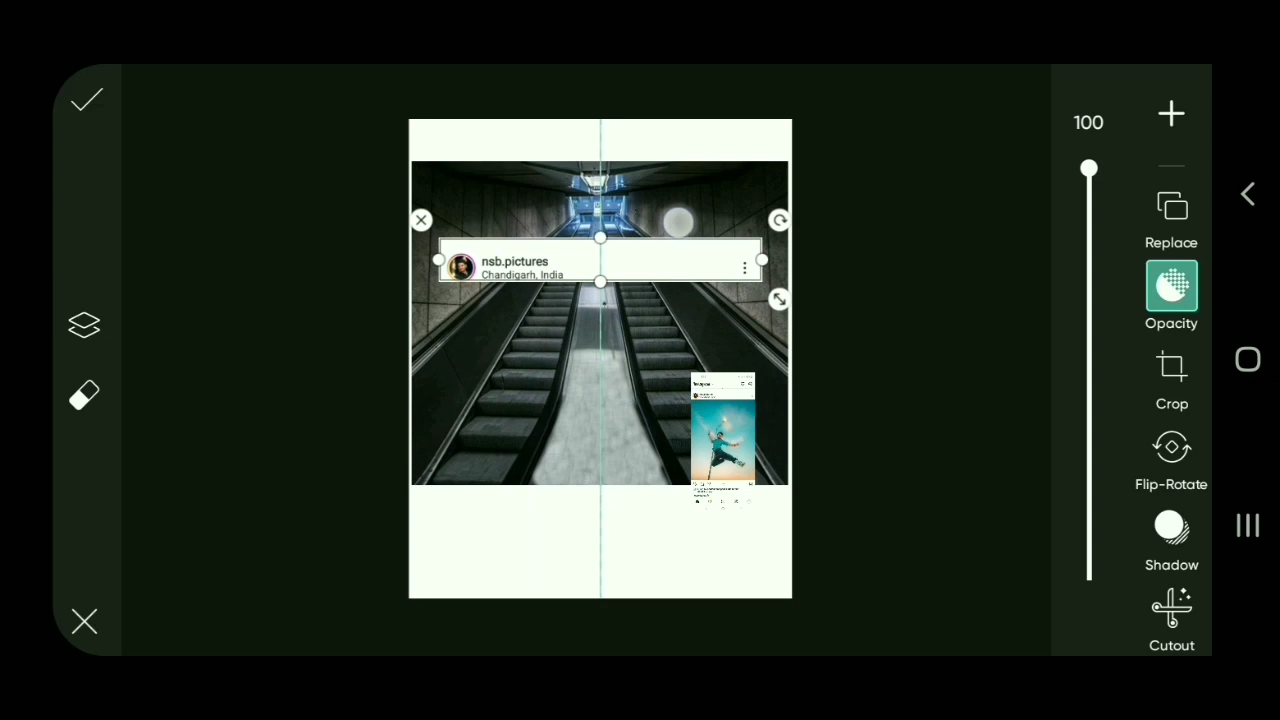 100
Replace
Opacity
Crop
Flip-Rotate
Shadow
Cutout
nsb.pictures
Chandigarh, India